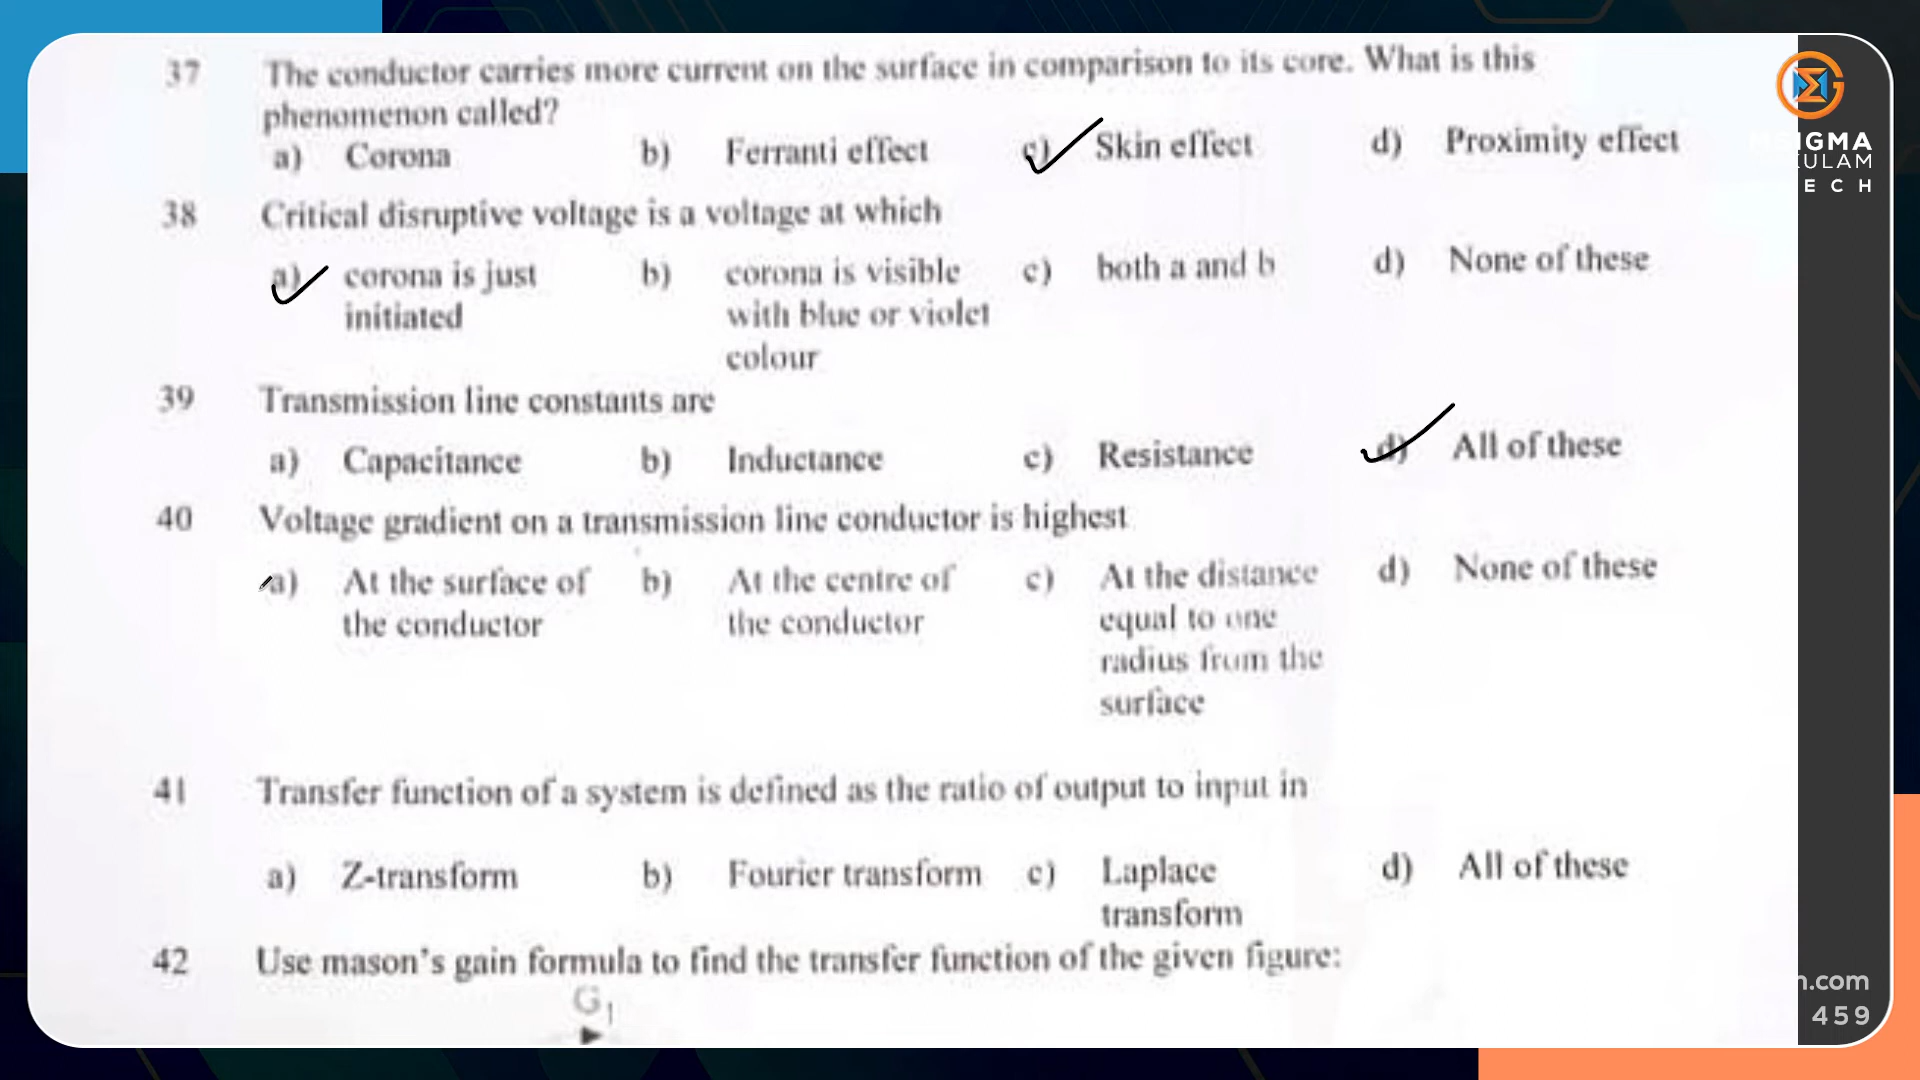 37 The conductor carries more current on the surface in comparison to its core. What is this
phenomenon called?
a) Corona b) Ferranti effect c) Skin effect d) Proximity effect
38 Critical disruptive voltage is a voltage at which
a) corona is just b) corona is visible c) both a and b d) None of these
initiated with blue or violet
colour
39 Transmission line constants are
a) Capacitance b) Inductance c) Resistance d) All of these
40 Voltage gradient on a transmission line conductor is highest
a) At the surface of b) At the centre of c) At the distance d) None of these
the conductor the conductor equal to one
radius from the
surface
41 Transfer function of a system is defined as the ratio of output to input in
a) Z-transform b) Fourier transform c) Laplace d) All of these
transform
42 Use mason's gain formula to find the transfer function of the given figure:
G1
IGMA
ULAM
ECH
.com
459